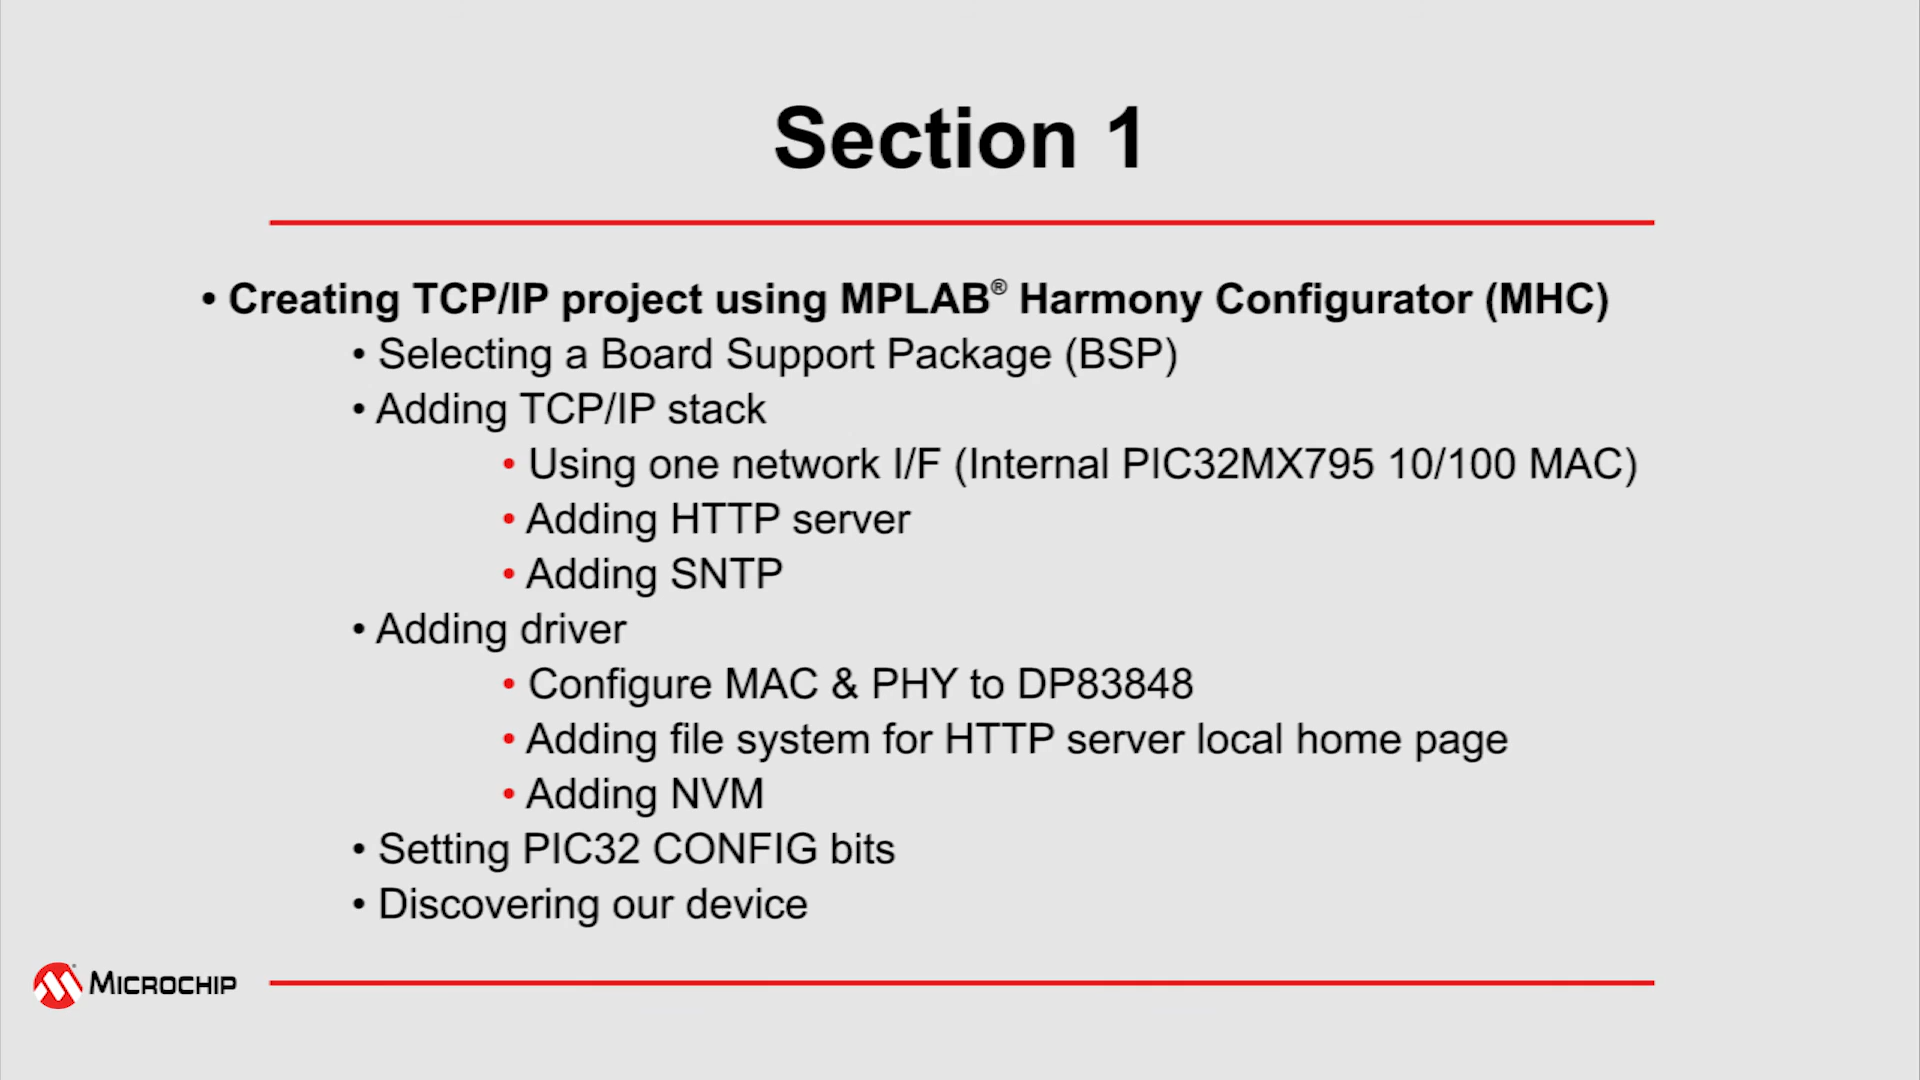 Section 1
• Creating TCP/IP project using MPLAB® Harmony Configurator (MHC)
• Selecting a Board Support Package (BSP)
• Adding TCP/IP stack
• Using one network I/F (Internal PIC32MX795 10/100 MAC)
• Adding HTTP server
• Adding SNTP
• Adding driver
• Configure MAC & PHY to DP83848
• Adding file system for HTTP server local home page
• Adding NVM
• Setting PIC32 CONFIG bits
• Discovering our device
MICROCHIP